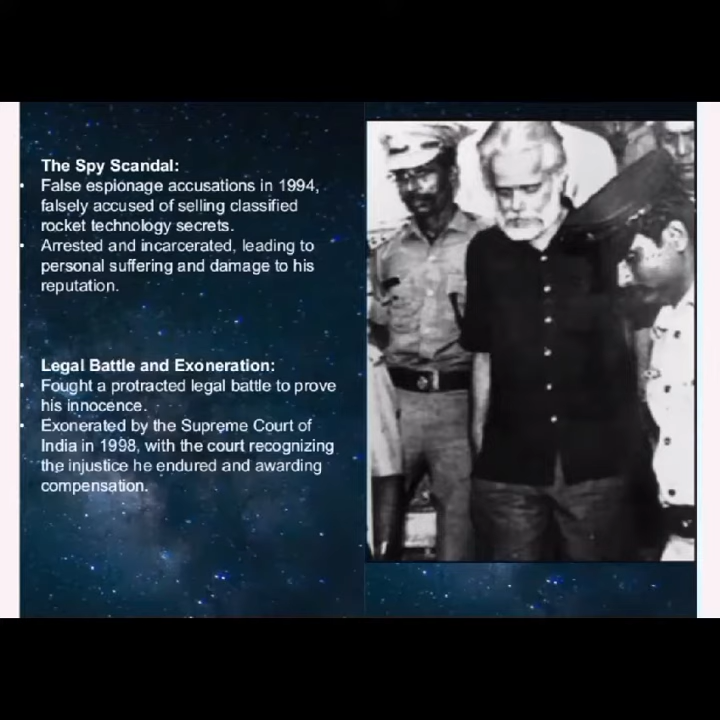 The Spy Scandal:
• False espionage accusations in 1994,
falsely accused of selling classified
rocket technology secrets.
• Arrested and incarcerated, leading to
personal suffering and damage to his
reputation.
Legal Battle and Exoneration:
• Fought a protracted legal battle to prove
his innocence.
• Exonerated by the Supreme Court of
India in 1998, with the court recognizing
the injustice he endured and awarding
compensation.